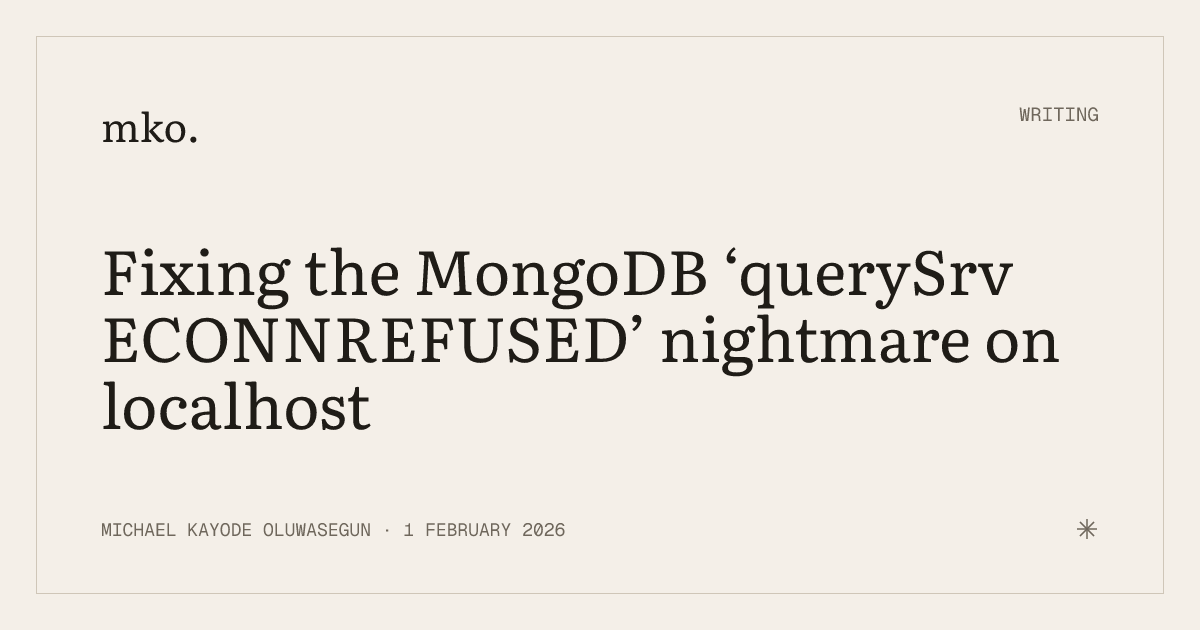 mko.
WRITING
Fixing the MongoDB ‘querySrv
ECONNREFUSED’ nightmare on
localhost
MICHAEL KAYODE OLUWASEGUN · 1 FEBRUARY 2026